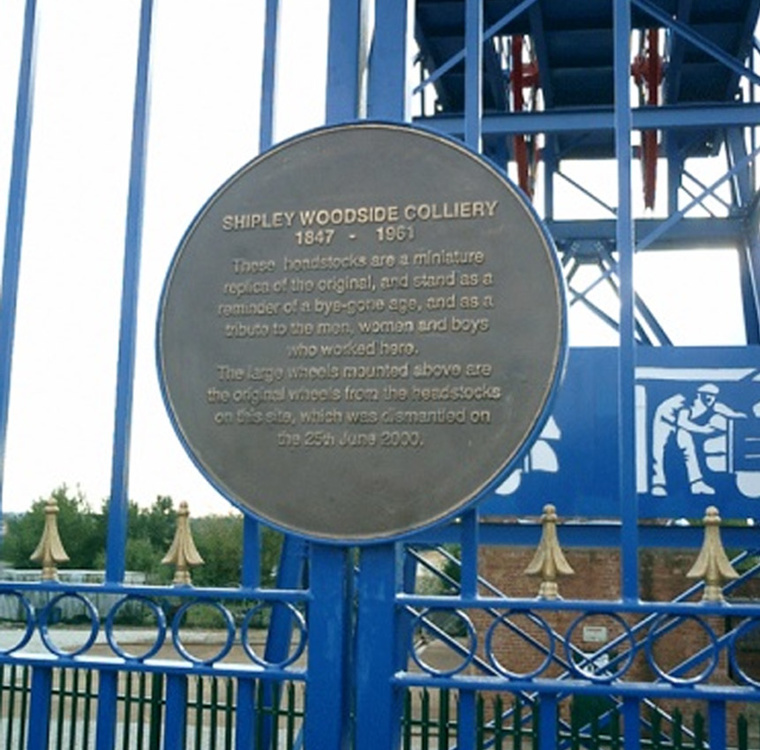 SHIPLEY WOODSIDE COLLIERY
1847 - 1961
These headstocks are a miniature
replica of the original, and stand as a
reminder of a bye-gone age, and as a
tribute to the men, women and boys
who worked here.
The large wheels mounted above are
the original wheels from the headstocks
on this site, which was dismantled on
the 25th June 2000.